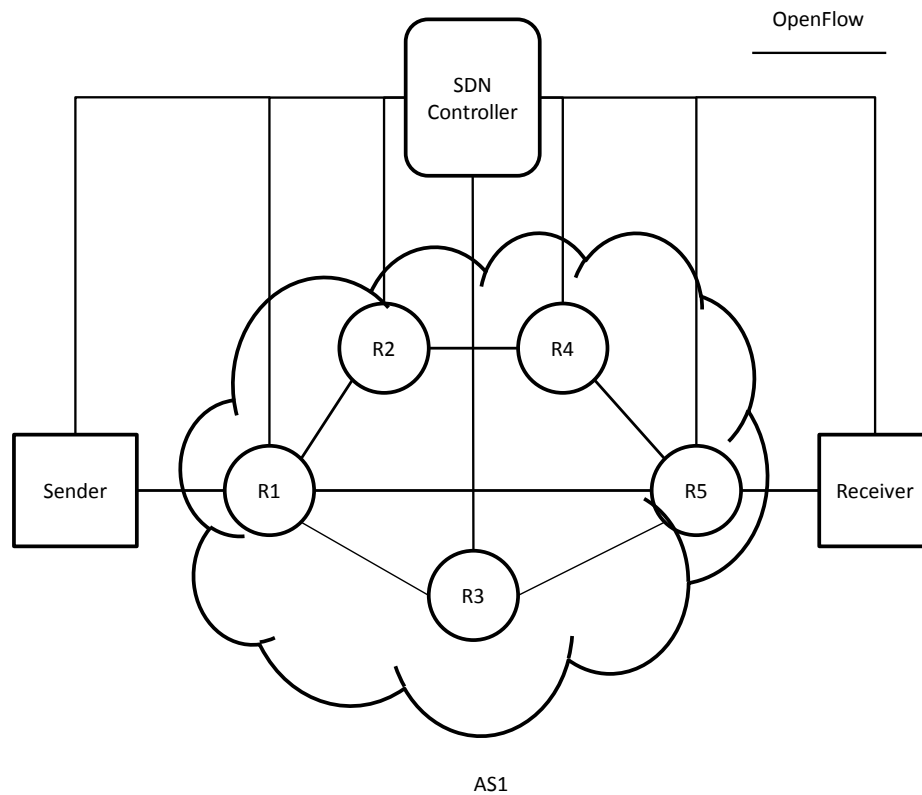 OpenFlow
SDN
Controller
R2
R4
Sender
R1
R5
Receiver
R3
AS1